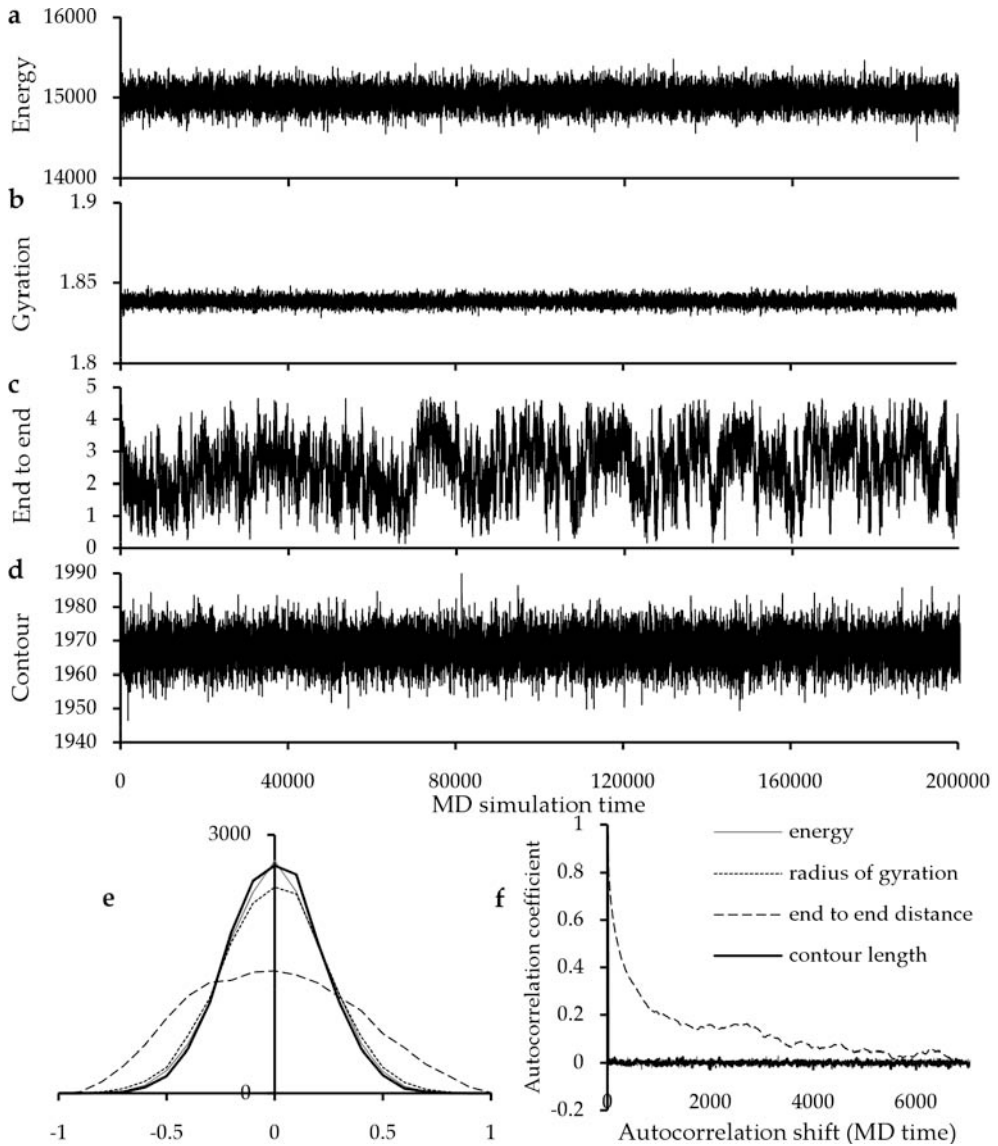 a
16000
15000
14000
Energy
b
1.9
1.85
1.8
Gyration
c
5
4
3
2
1
0
End to end
d
1990
1980
1970
1960
1950
1940
Contour
0 40000 80000 120000 160000 200000
MD simulation time
e
3000
0
-1 -0.5 0 0.5 1
f
1
0.8
0.6
0.4
0.2
0
-0.2
Autocorrelation coefficient
energy
radius of gyration
end to end distance
contour length
0 2000 4000 6000
Autocorrelation shift (MD time)